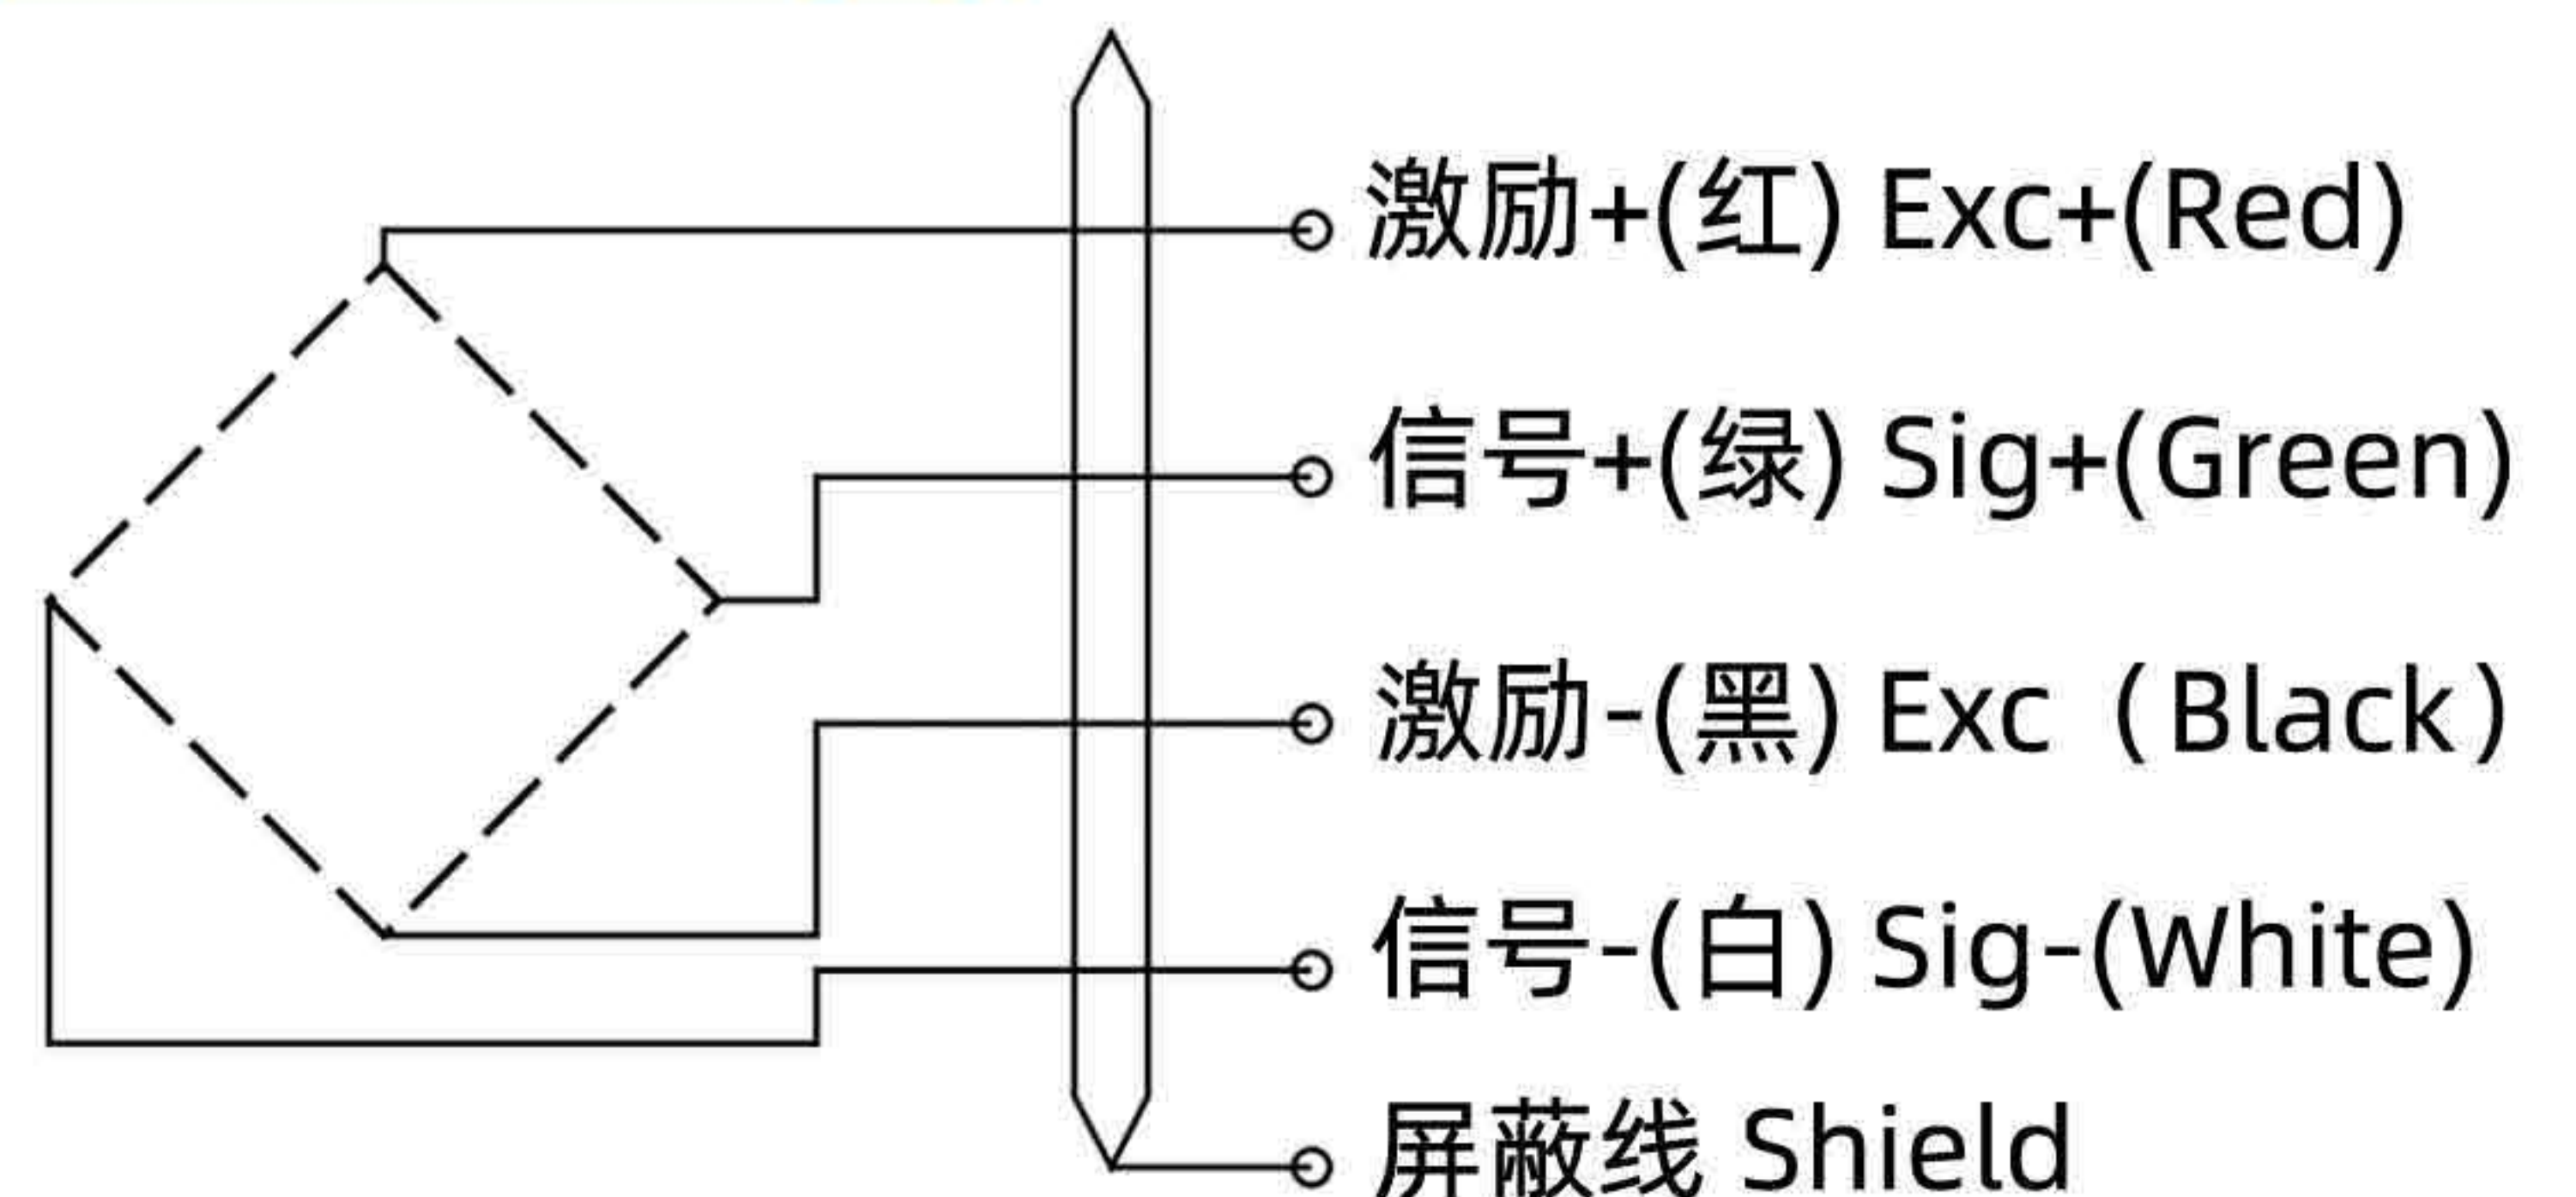 激励+(红) Exc+(Red)
信号+(绿) Sig+(Green)
激励-(黑) Exc（Black）
信号-(白) Sig-(White)
屏蔽线 Shield